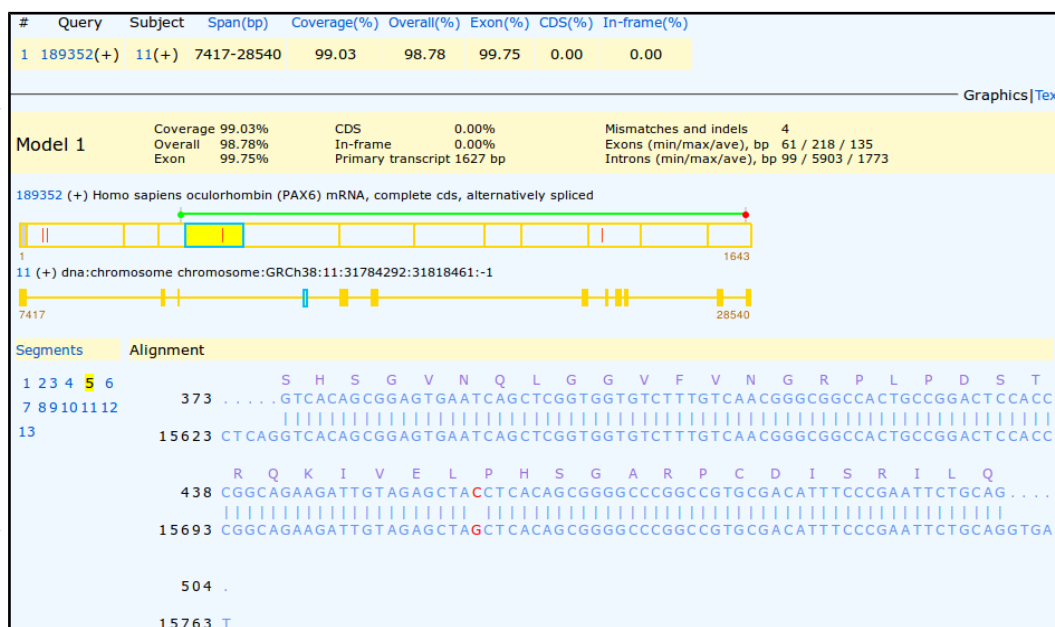 # Query Subject Span(bp) Coverage(%) Overall(%) Exon(%) CDS(%) In-frame(%)
1 189352(+) 11(+) 7417-28540 99.03 98.78 99.75 0.00 0.00
Graphics|Tex
Model 1
Coverage 99.03% CDS 0.00% Mismatches and indels 4
Overall 98.78% In-frame 0.00% Exons (min/max/ave), bp 61 / 218 / 135
Exon 99.75% Primary transcript 1627 bp Introns (min/max/ave), bp 99 / 5903 / 1773
189352 (+) Homo sapiens oculorhombin (PAX6) mRNA, complete cds, alternatively spliced
1 1643
11 (+) dna:chromosome chromosome:GRCh38:11:31784292:31818461:-1
7417 28540
Segments Alignment
1 2 3 4 5 6
7 8 9 10 11 12
13
S H S G V N Q L G G V F V N G R P L P D S T
373 .....GTCACAGCGGAGTGAATCAGCTCGGTGGTGTCTTTGTCAACGGGCGGCCACTGCCGGACTCCACC
15623 CTCAGGTCACAGCGGAGTGAATCAGCTCGGTGGTGTCTTTGTCAACGGGCGGCCACTGCCGGACTCCACC
R Q K I V E L P H S G A R P C D I S R I L Q
438 CGGCAGAAGATTGTAGAGCTACCTCACAGCGGGGCCCGGCCGTGCGACATTTCCCGAATTCTGCAG....
15693 CGGCAGAAGATTGTAGAGCTAGCTCACAGCGGGGCCCGGCCGTGCGACATTTCCCGAATTCTGCAGGTGA
504 .
15763 T